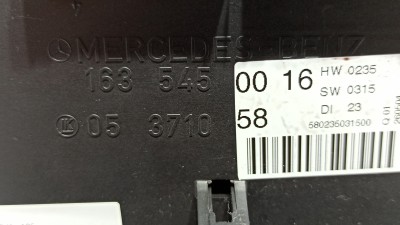 MERCEDES-BENZ
163 545 00 16
HW 0235
SW 0315
05 3710 58
DI 23
580235031500